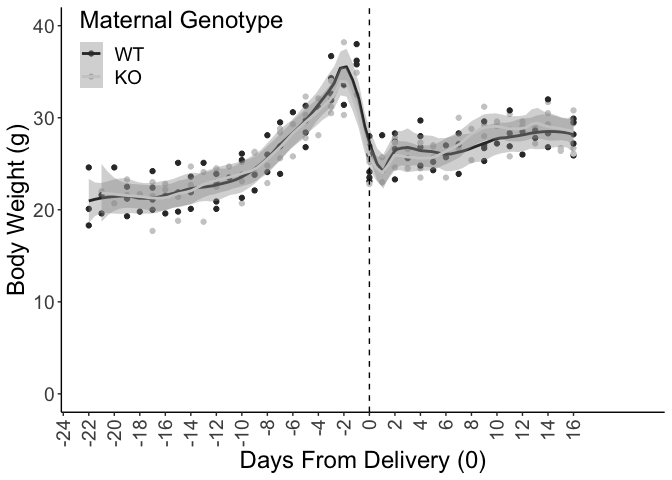 Maternal Genotype
WT
KO
Body Weight (g)
40
30
20
10
0
-24 -22 -20 -18 -16 -14 -12 -10 -8 -6 -4 -2 0 2 4 6 8 10 12 14 16
Days From Delivery (0)